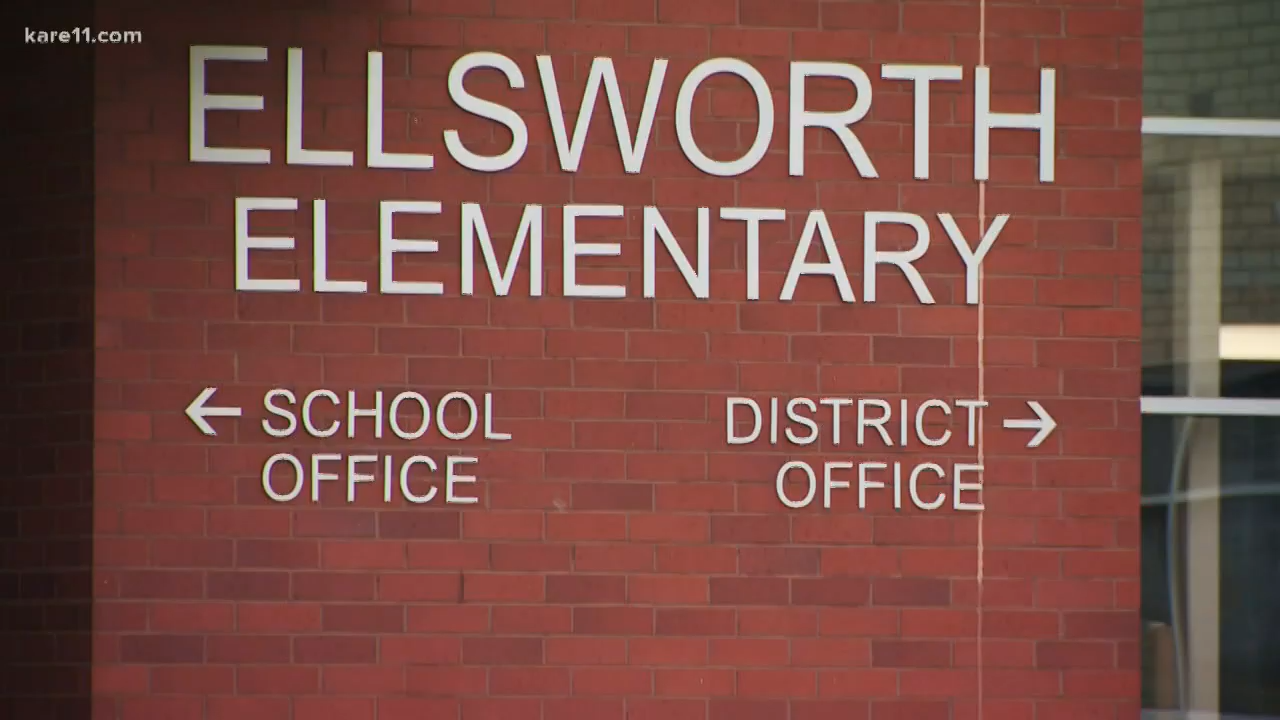 kare11.com
ELLSWORTH
ELEMENTARY
← SCHOOL
OFFICE
DISTRICT →
OFFICE